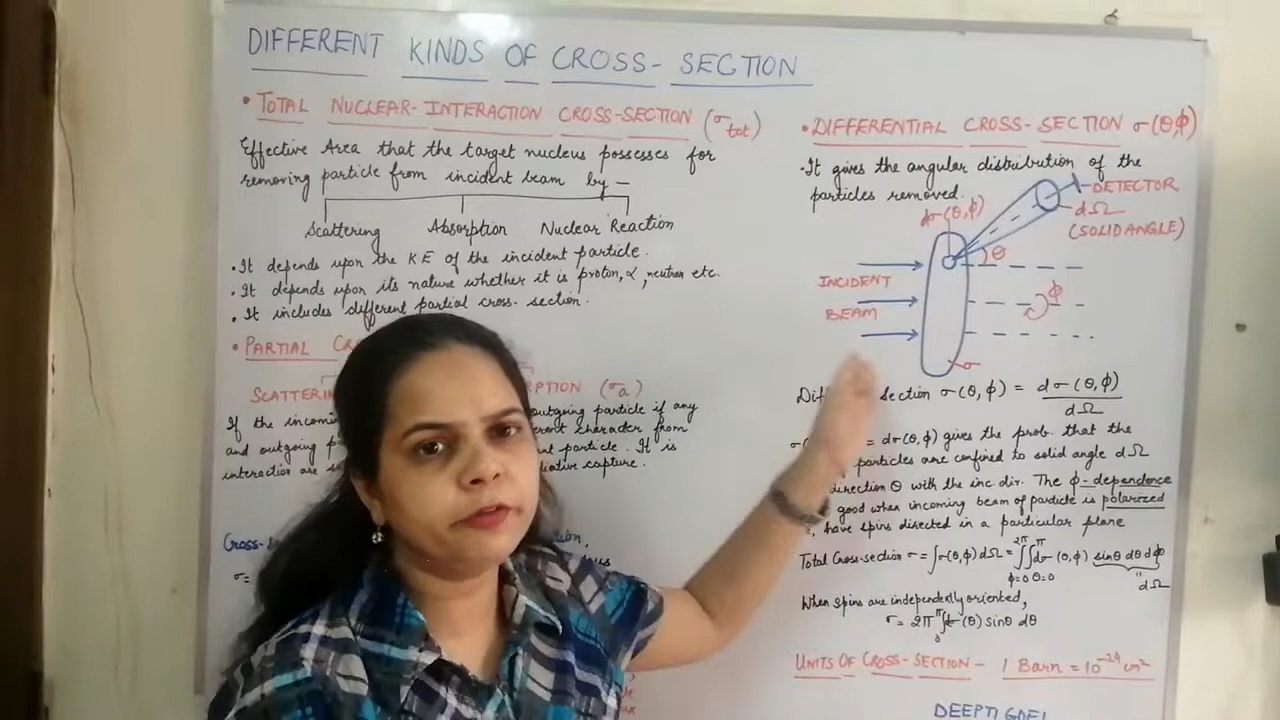 DIFFERENT KINDS OF CROSS-SECTION
• TOTAL NUCLEAR-INTERACTION CROSS-SECTION (σtot)
Effective Area that the target nucleus possesses for
removing particle from incident beam by —
Scattering Absorption Nuclear Reaction
• It depends upon the KE of the incident particle.
• It depends upon its nature whether it is proton, α, neutron etc.
• It includes different partial cross-section.
• PARTIAL
(σa)
If the
outgoing particle if any
character from
and outgoing
particle. It is
interaction are
capture.
σ=
• DIFFERENTIAL CROSS-SECTION σ(θ,ϕ)
• It gives the angular distribution of the
particles removed.
DETECTOR
dσ(θ,ϕ)
dΩ
(SOLID ANGLE)
θ
INCIDENT
ϕ
BEAM
σ
section σ(θ,ϕ) = dσ(θ,ϕ)
dΩ
= dσ(θ,ϕ) gives the prob. that the
particles are confined to solid angle dΩ
direction θ with the inc dir. The ϕ-dependence
good when incoming beam of particle is polarized
have spins directed in a particular plane
Total Cross-section σ = ∫σ(θ,ϕ)dΩ = 2π∫ϕ=0 π∫θ=0 dσ(θ,ϕ) sinθ dθ dϕ
" dΩ
When spins are independently oriented,
σ = 2π π∫0 dσ(θ) sinθ dθ
UNITS OF CROSS-SECTION - 1 Barn = 10⁻²⁴ cm²
DEEPTI GOEL